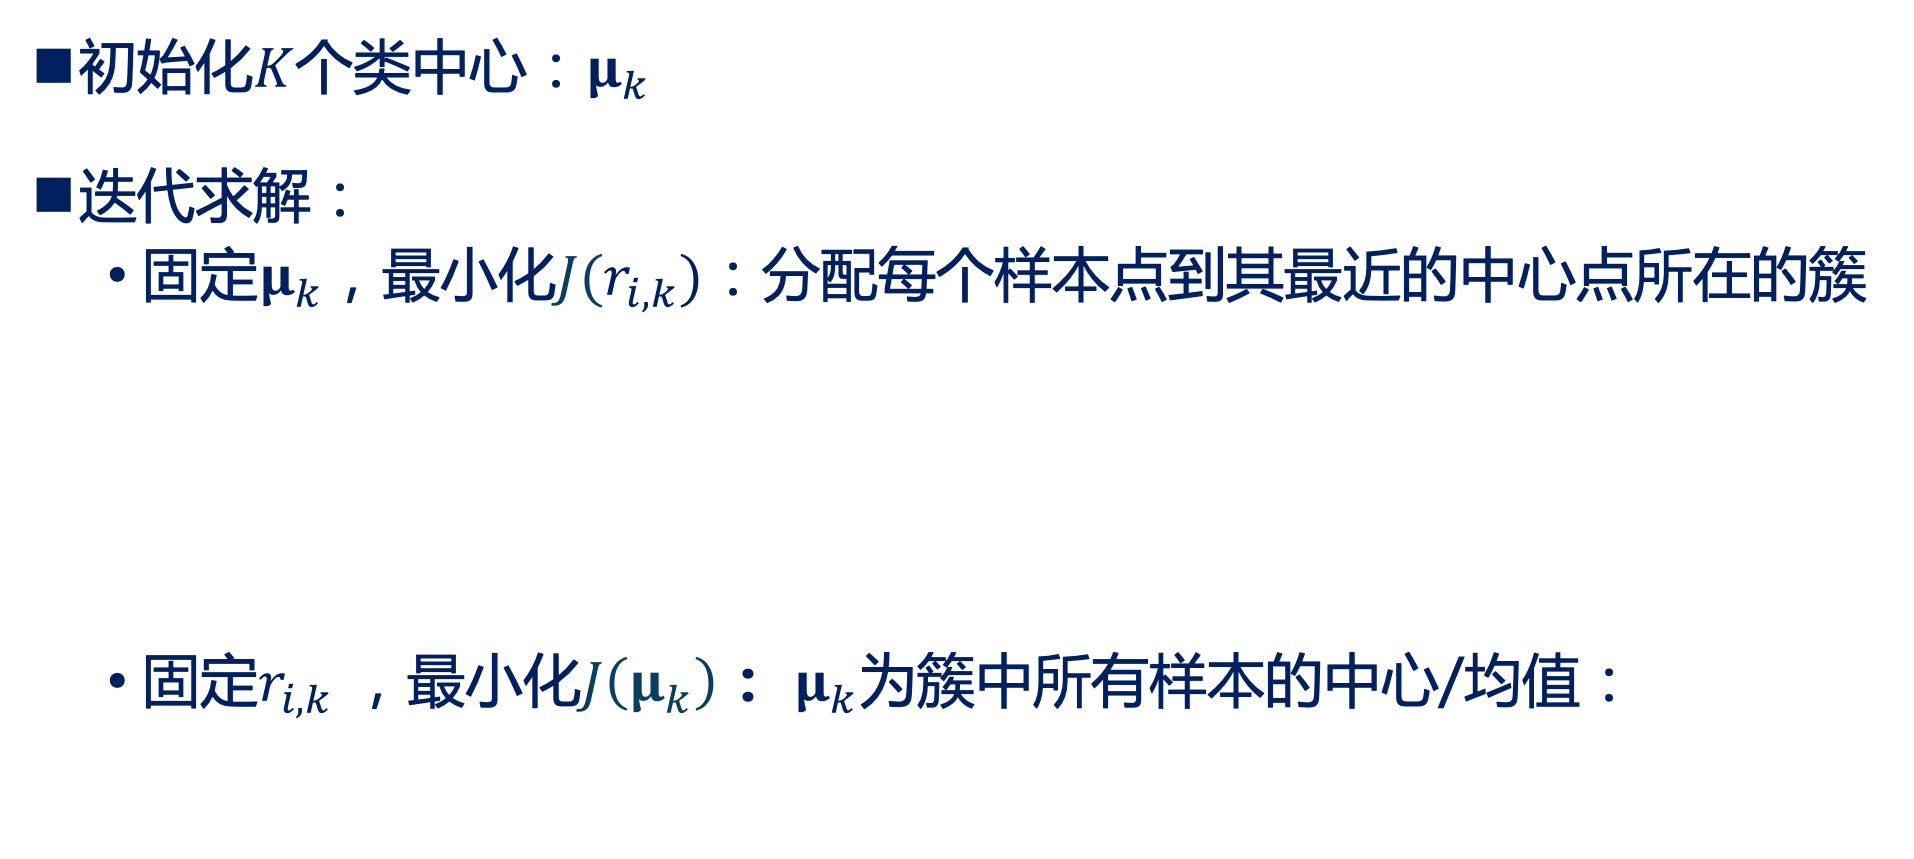 ■初始化K个类中心：μₖ
■迭代求解：
• 固定μₖ，最小化J(r_{i,k})：分配每个样本点到其最近的中心点所在的簇
• 固定r_{i,k}，最小化J(μₖ)：μₖ为簇中所有样本的中心/均值：